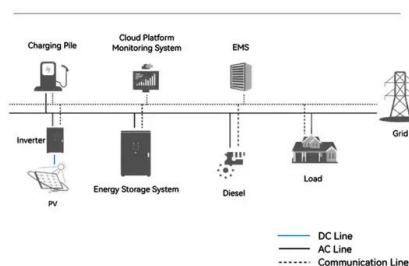 Charging Pile
Cloud Platform
Monitoring System
EMS
Grid
Inverter
PV
Energy Storage System
Diesel
Load
DC Line
AC Line
Communication Line